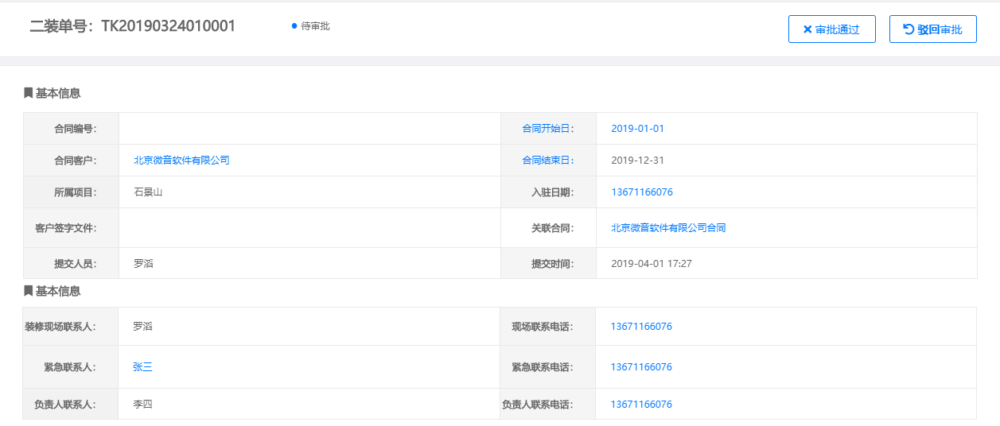 二装单号：TK20190324010001 待审批 审批通过 驳回审批
基本信息
合同编号： 合同开始日： 2019-01-01
合同客户： 北京微音软件有限公司 合同结束日： 2019-12-31
所属项目： 石景山 入驻日期： 13671166076
客户签字文件： 关联合同： 北京微音软件有限公司合同
提交人员： 罗滔 提交时间： 2019-04-01 17:27
基本信息
装修现场联系人： 罗滔 现场联系电话： 13671166076
紧急联系人： 张三 紧急联系电话： 13671166076
负责人联系人： 李四 负责人联系电话： 13671166076